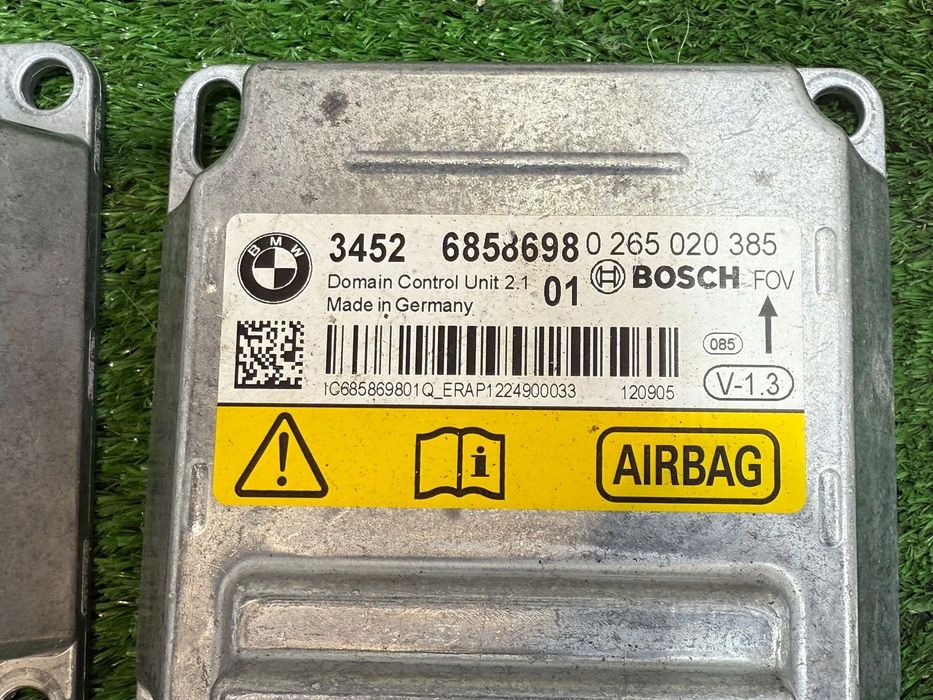 BMW
3452 6858698 0 265 020 385
Domain Control Unit 2.1 01 BOSCH FOV
Made in Germany
085
1C685869801Q_ERAP1224900033 120905 V-1.3
AIRBAG